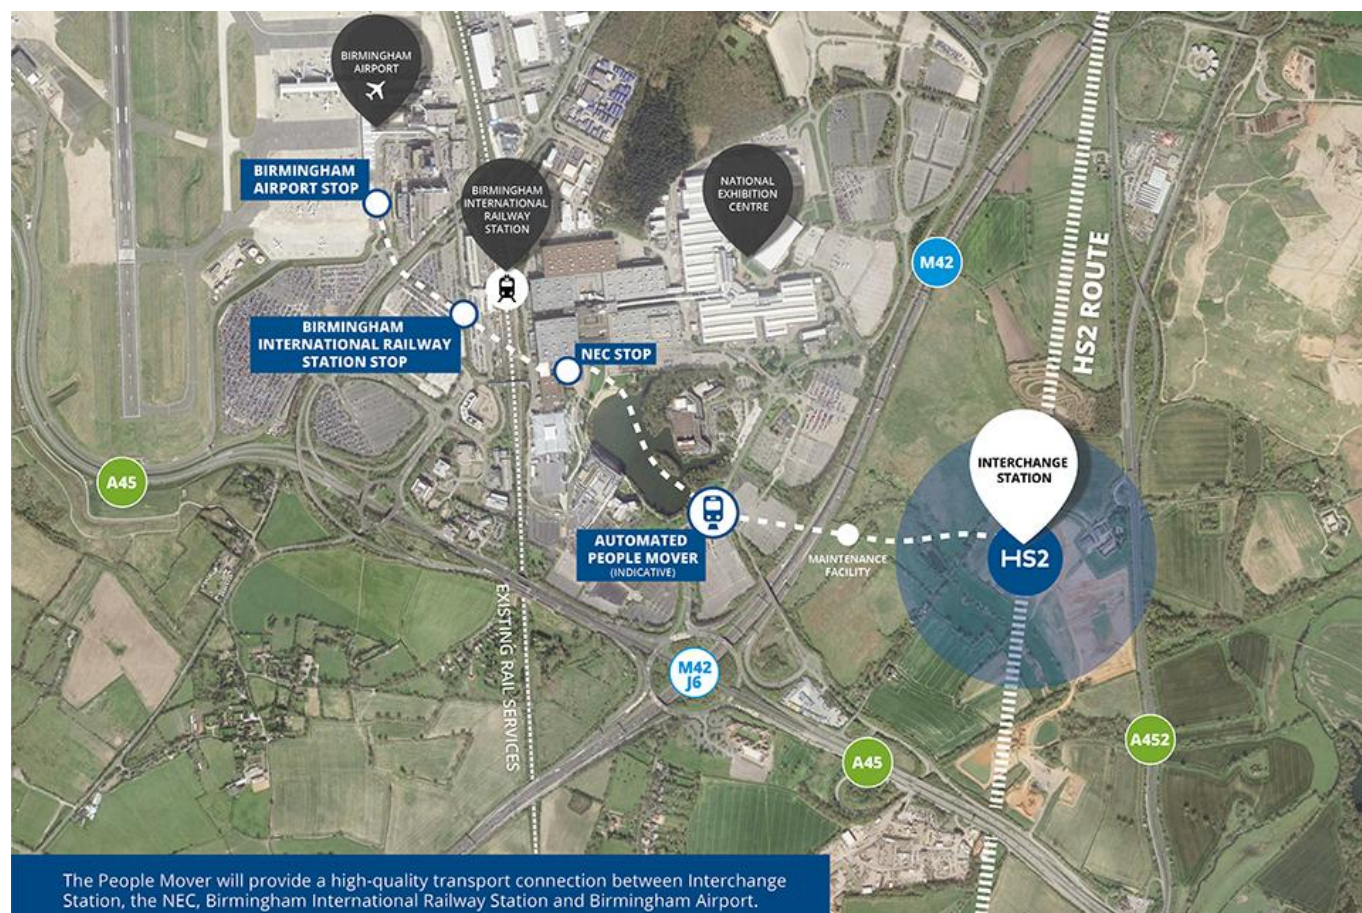 BIRMINGHAM
AIRPORT
BIRMINGHAM
AIRPORT STOP
BIRMINGHAM
INTERNATIONAL
RAILWAY
STATION
NATIONAL
EXHIBITION
CENTRE
M42
HS2 ROUTE
BIRMINGHAM
INTERNATIONAL RAILWAY
STATION STOP
NEC STOP
INTERCHANGE
STATION
A45
AUTOMATED
PEOPLE MOVER
(INDICATIVE)
MAINTENANCE
FACILITY
HS2
EXISTING RAIL SERVICES
M42
J6
A45
A452
The People Mover will provide a high-quality transport connection between Interchange
Station, the NEC, Birmingham International Railway Station and Birmingham Airport.